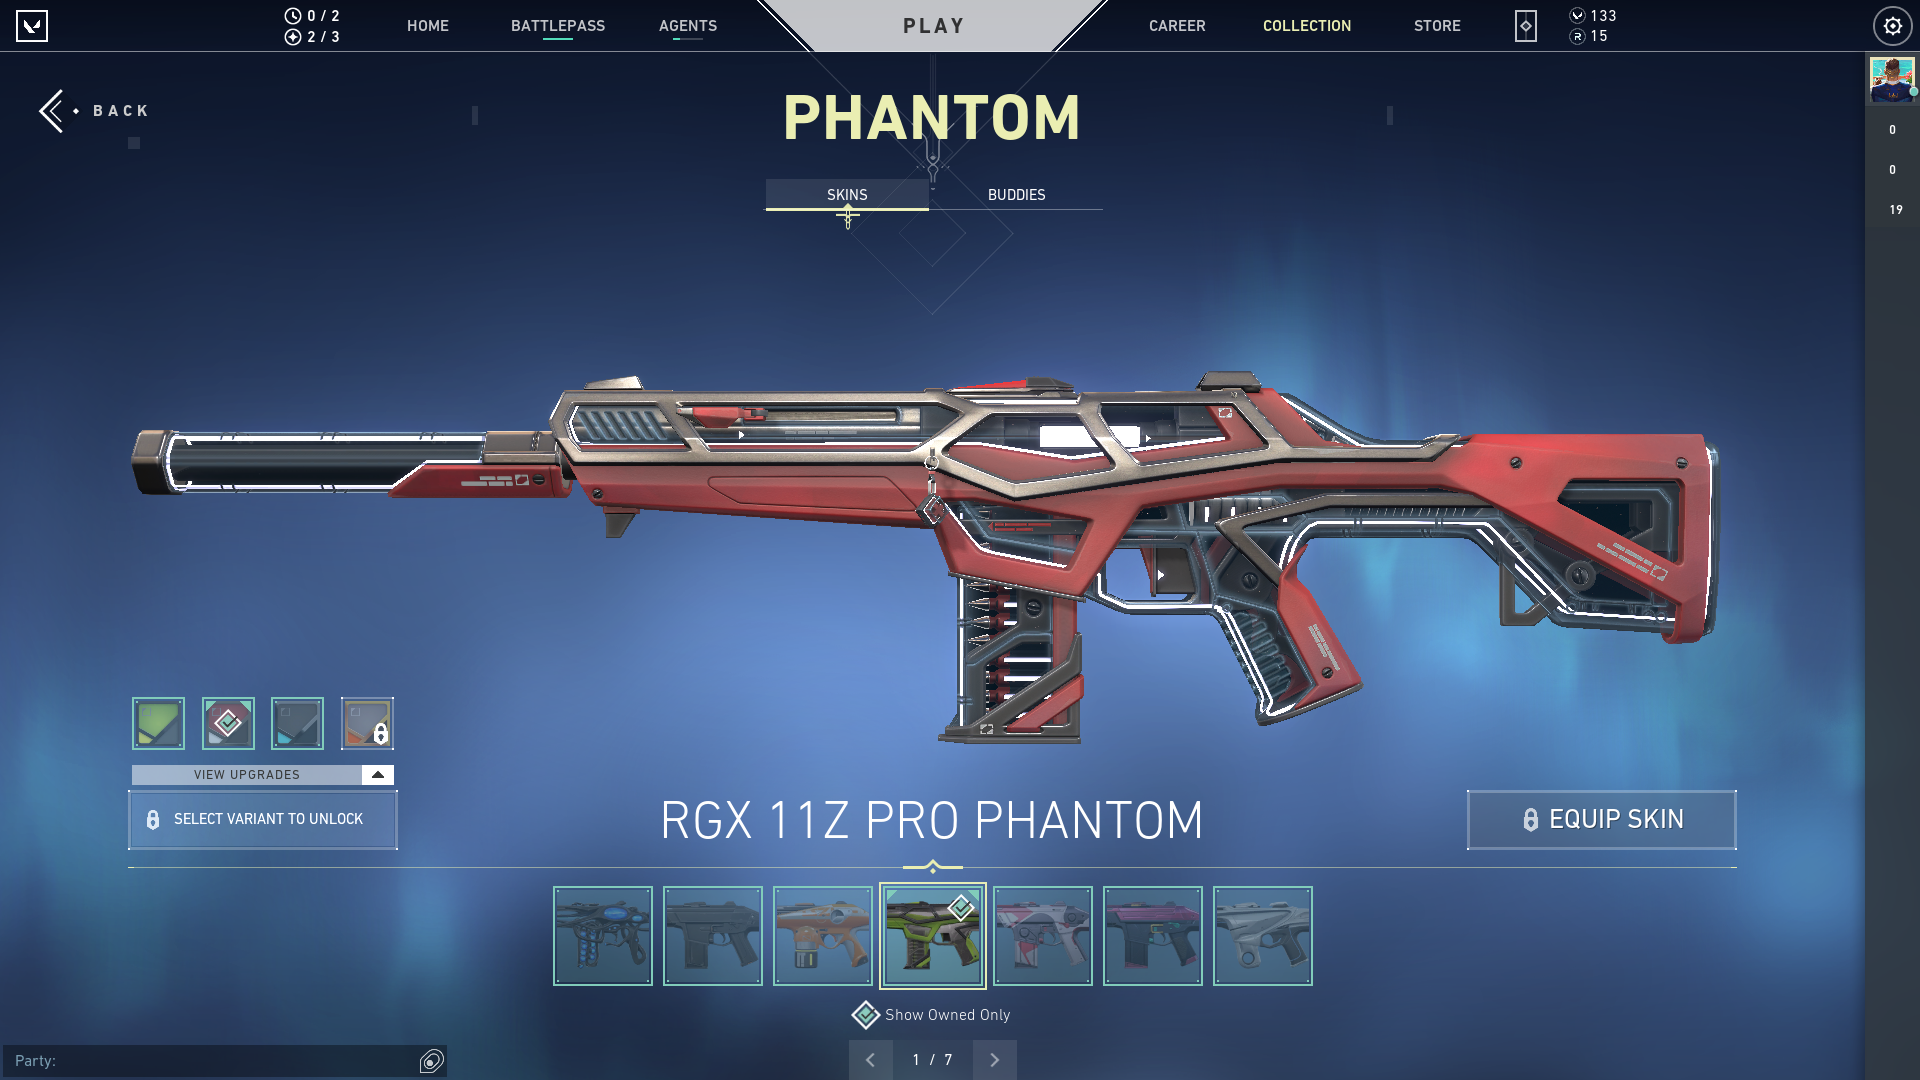 0 / 2
2 / 3
HOME
BATTLEPASS
AGENTS
PLAY
CAREER
COLLECTION
STORE
133
15
BACK
PHANTOM
SKINS
BUDDIES
0
0
19
VIEW UPGRADES
SELECT VARIANT TO UNLOCK
RGX 11Z PRO PHANTOM
EQUIP SKIN
Show Owned Only
Party:
1 / 7